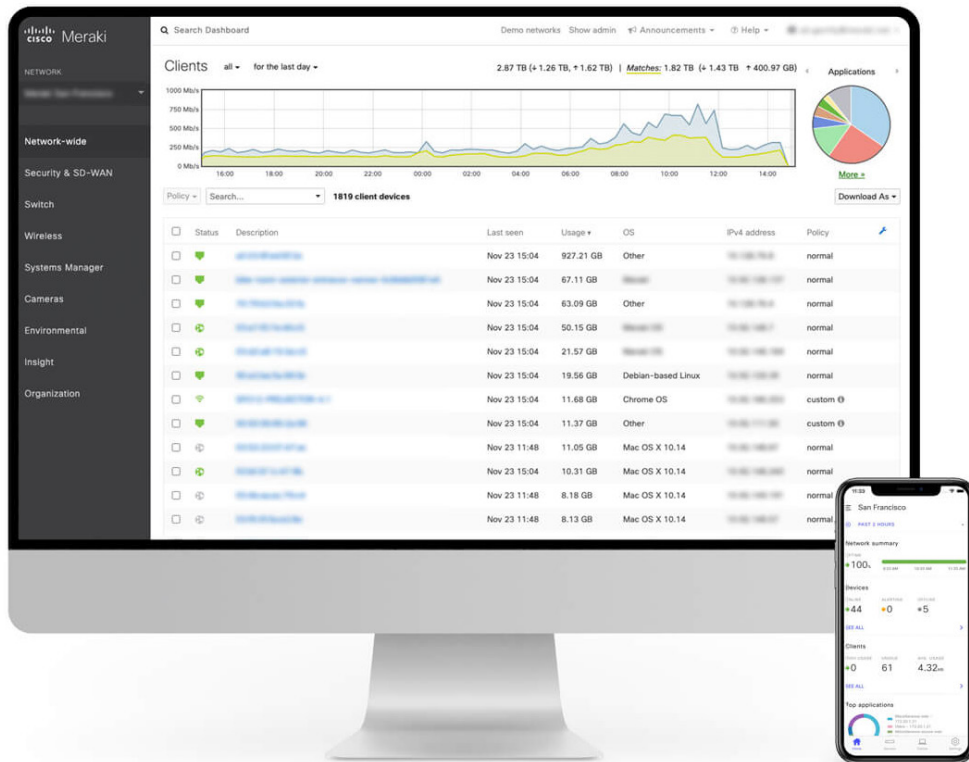 cisco Meraki
Search Dashboard
Demo networks Show admin Announcements Help
NETWORK
Network-wide
Security & SD-WAN
Switch
Wireless
Systems Manager
Cameras
Environmental
Insight
Organization
Clients all for the last day 2.87 TB (↓ 1.26 TB, ↑ 1.62 TB) | Matches: 1.82 TB (↓ 1.43 TB ↑ 400.97 GB)
Applications
1000 Mb/s
750 Mb/s
500 Mb/s
250 Mb/s
0 Mb/s
16:00 18:00 20:00 22:00 00:00 02:00 04:00 06:00 08:00 10:00 12:00 14:00
More »
Policy Search... 1819 client devices Download As
Status Description Last seen Usage OS IPv4 address Policy
Nov 23 15:04 927.21 GB Other normal
Nov 23 15:04 67.11 GB normal
Nov 23 15:04 63.09 GB Other normal
Nov 23 15:04 50.15 GB normal
Nov 23 15:04 21.57 GB normal
Nov 23 15:04 19.56 GB Debian-based Linux normal
Nov 23 15:04 11.68 GB Chrome OS custom
Nov 23 15:04 11.37 GB Other custom
Nov 23 11:48 11.05 GB Mac OS X 10.14 normal
Nov 23 15:04 10.31 GB Mac OS X 10.14 normal
Nov 23 11:48 8.18 GB Mac OS X 10.14 normal
Nov 23 11:48 8.13 GB Mac OS X 10.14 normal
11:33
San Francisco
PAST 2 HOURS
Network summary
UPTIME
100%
Devices
ONLINE ALERTING OFFLINE
44 0 5
SEE ALL
Clients
AVG. USAGE
0 61 4.32
SEE ALL
Top applications